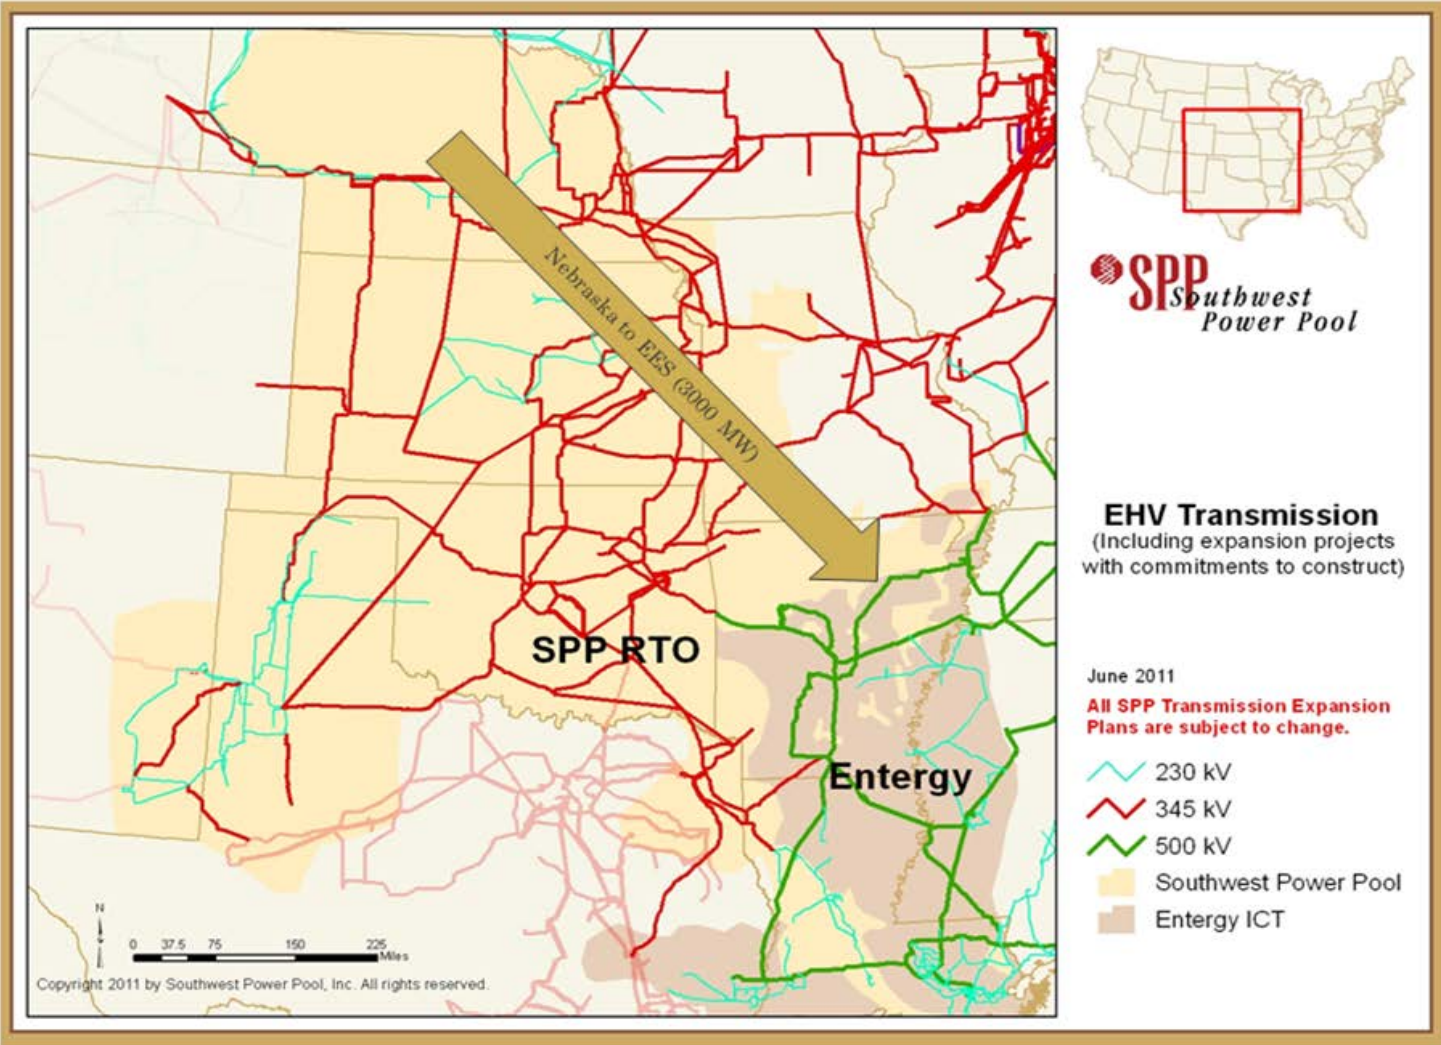 Nebraska to EES (3000 MW)
SPP RTO
Entergy
N
0 37.5 75 150 225
Miles
Copyright 2011 by Southwest Power Pool, Inc. All rights reserved.
SPP
Southwest
Power Pool
EHV Transmission
(Including expansion projects
with commitments to construct)
June 2011
All SPP Transmission Expansion
Plans are subject to change.
230 kV
345 kV
500 kV
Southwest Power Pool
Entergy ICT